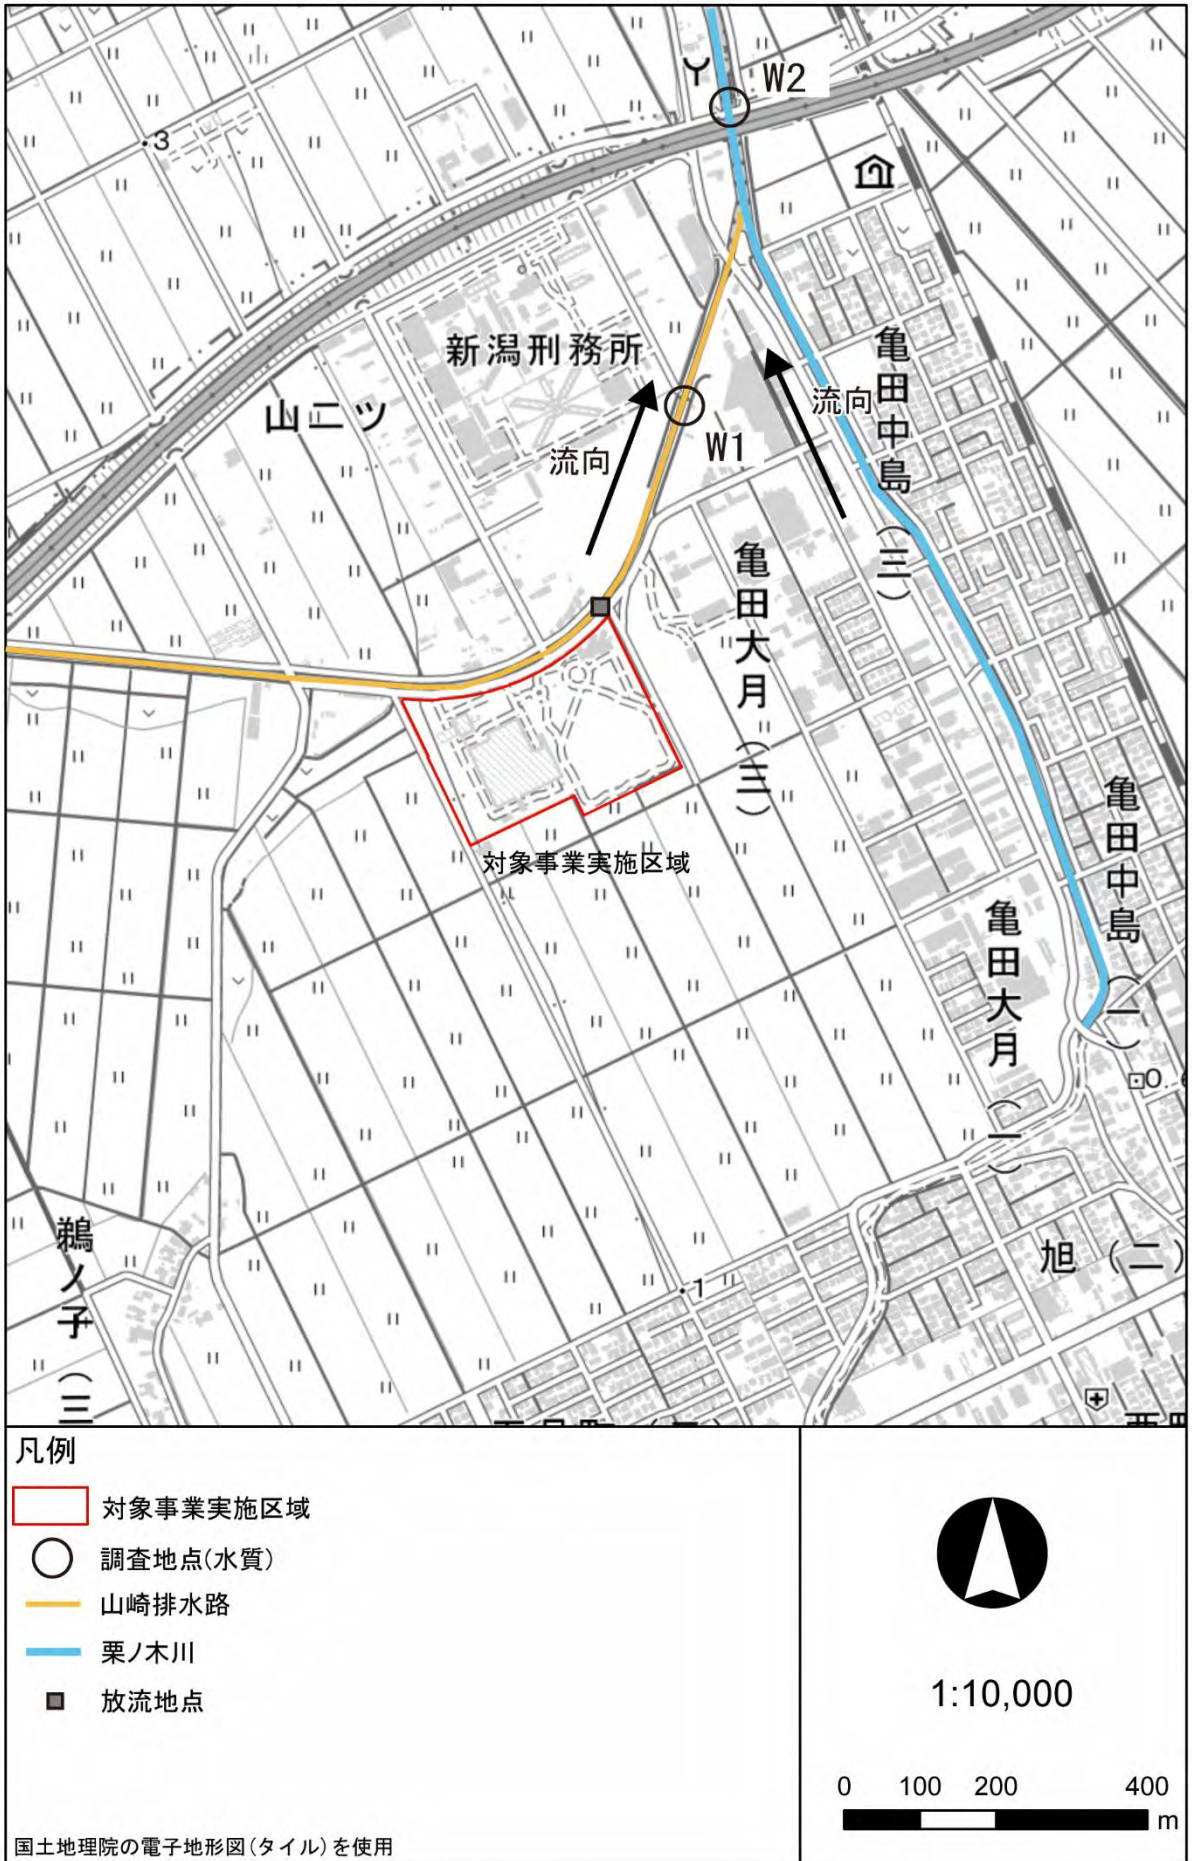 W2
3
新潟刑務所
山二ツ
流向
W1
流向
亀田中島（三）
亀田大月（三）
対象事業実施区域
亀田中島（一）
亀田大月（一）
0.
鵜ノ子（三
旭（二）
1
凡例
対象事業実施区域
調査地点(水質)
山崎排水路
栗ノ木川
放流地点
1:10,000
0 100 200 400
m
国土地理院の電子地形図(タイル)を使用